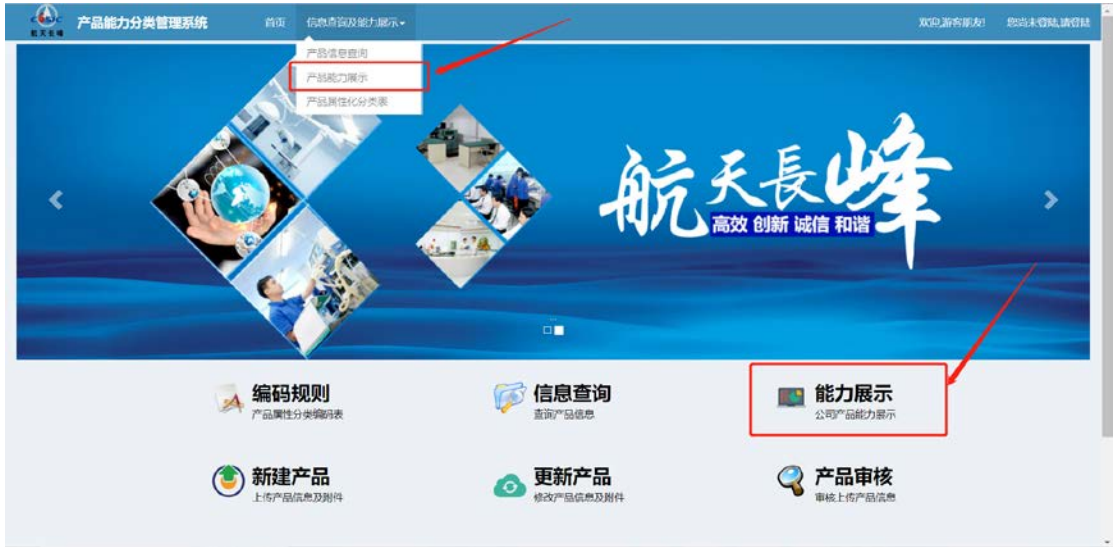 CASIC
航天长峰
产品能力分类管理系统
首页
信息查询及能力展示
欢迎,游客朋友!
您尚未登陆,请登陆
产品信息查询
产品能力展示
产品属性化分类表
航天長峰
高效 创新 诚信 和谐
编码规则
产品属性分类编码表
信息查询
查询产品信息
能力展示
公司产品能力展示
新建产品
上传产品信息及附件
更新产品
修改产品信息及附件
产品审核
审核上传产品信息